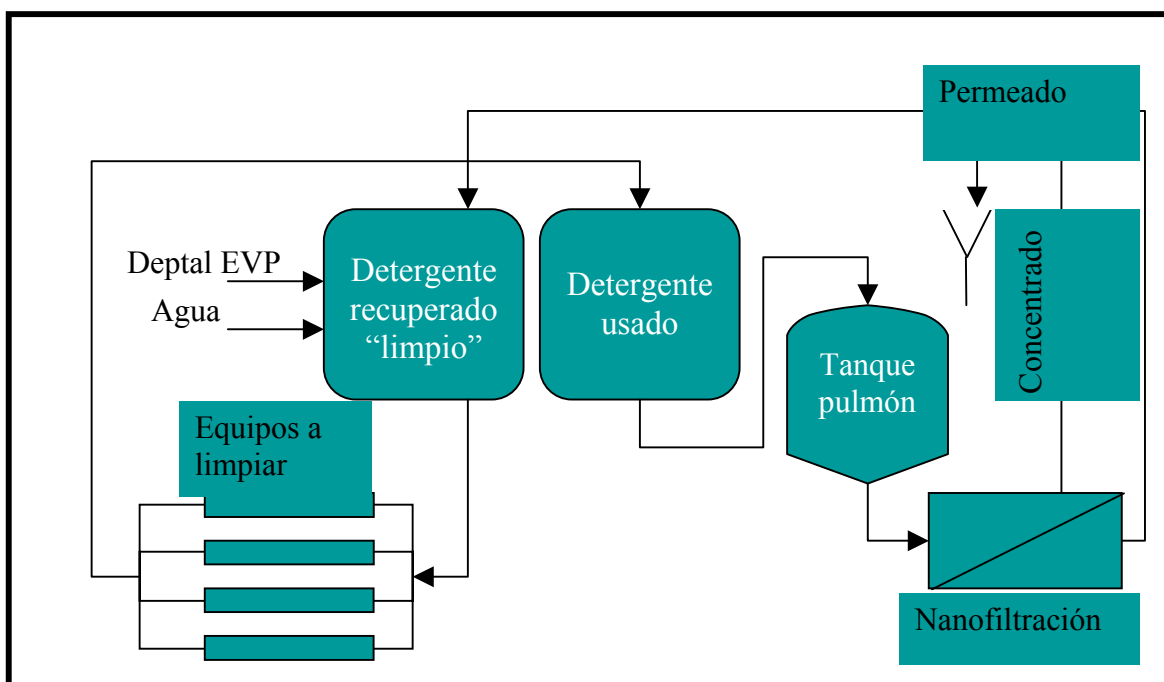 Permeado
Deptal EVP
Agua
Detergente
recuperado
“limpio”
Detergente
usado
Tanque
pulmón
Concentrado
Equipos a
limpiar
Nanofiltración